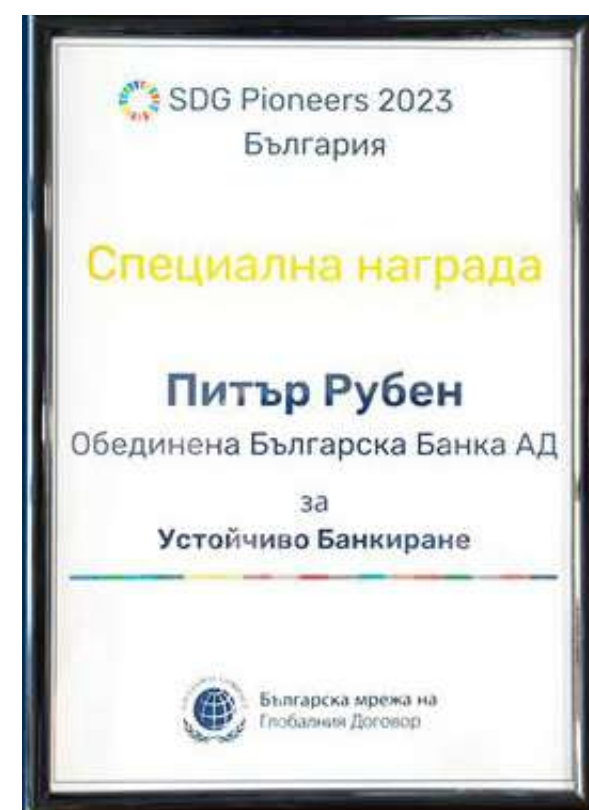 SDG Pioneers 2023
България
Специална награда
Питър Рубен
Обединена Българска Банка АД
за
Устойчиво Банкиране
Българска мрежа на
Глобалния Договор